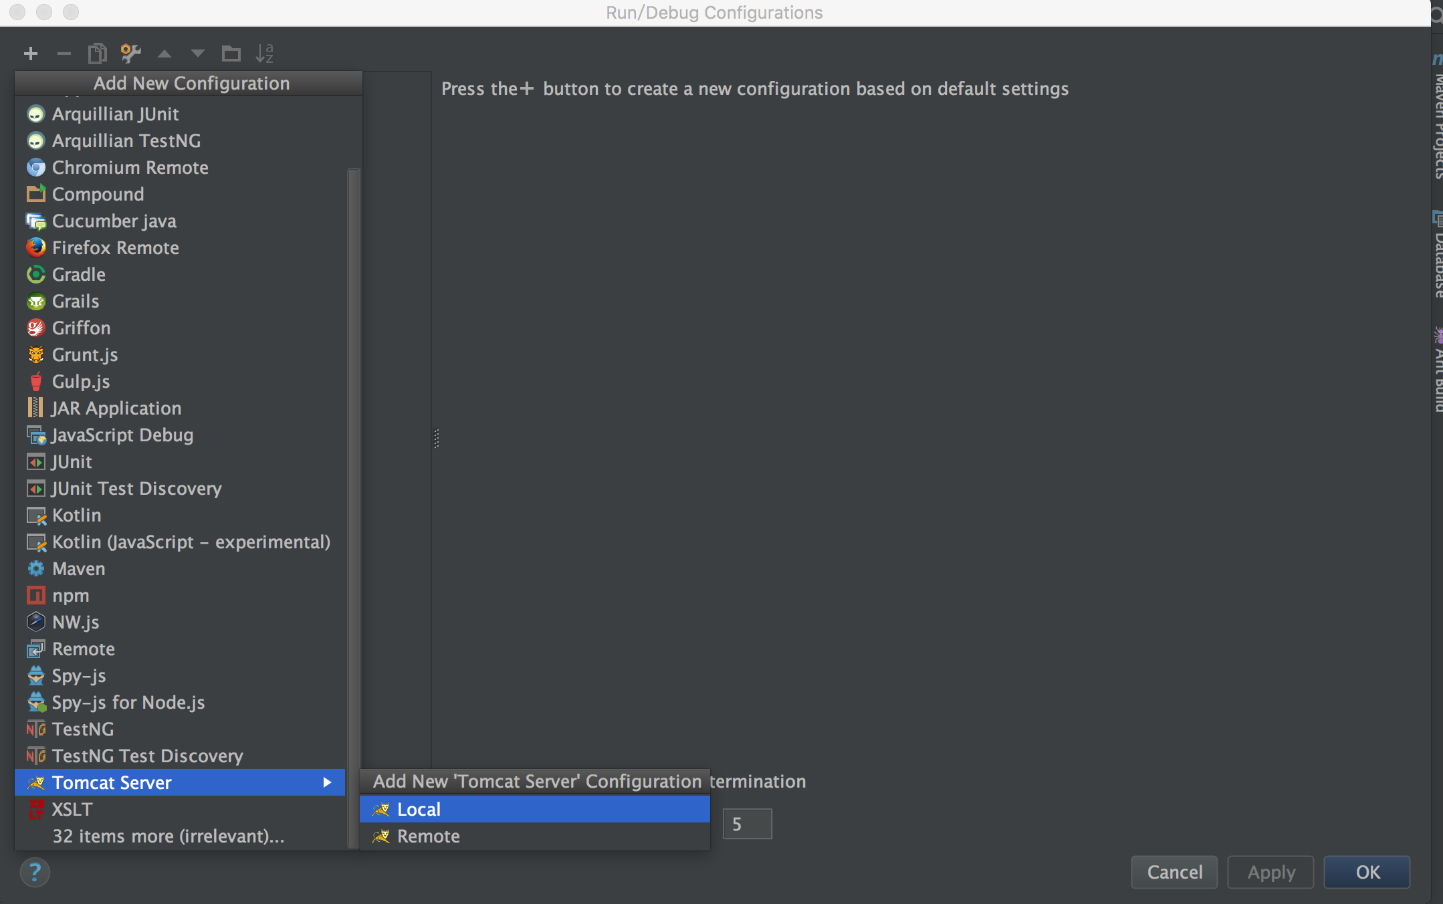 Run/Debug Configurations
Add New Configuration
Press the + button to create a new configuration based on default settings
Arquillian JUnit
Arquillian TestNG
Chromium Remote
Compound
Cucumber java
Firefox Remote
Gradle
Grails
Griffon
Grunt.js
Gulp.js
JAR Application
JavaScript Debug
JUnit
JUnit Test Discovery
Kotlin
Kotlin (JavaScript – experimental)
Maven
npm
NW.js
Remote
Spy-js
Spy-js for Node.js
TestNG
TestNG Test Discovery
Tomcat Server
XSLT
32 items more (irrelevant)...
Add New 'Tomcat Server' Configuration
termination
Local
Remote
5
?
Cancel
Apply
OK
Maven Projects
Database
Ant Build